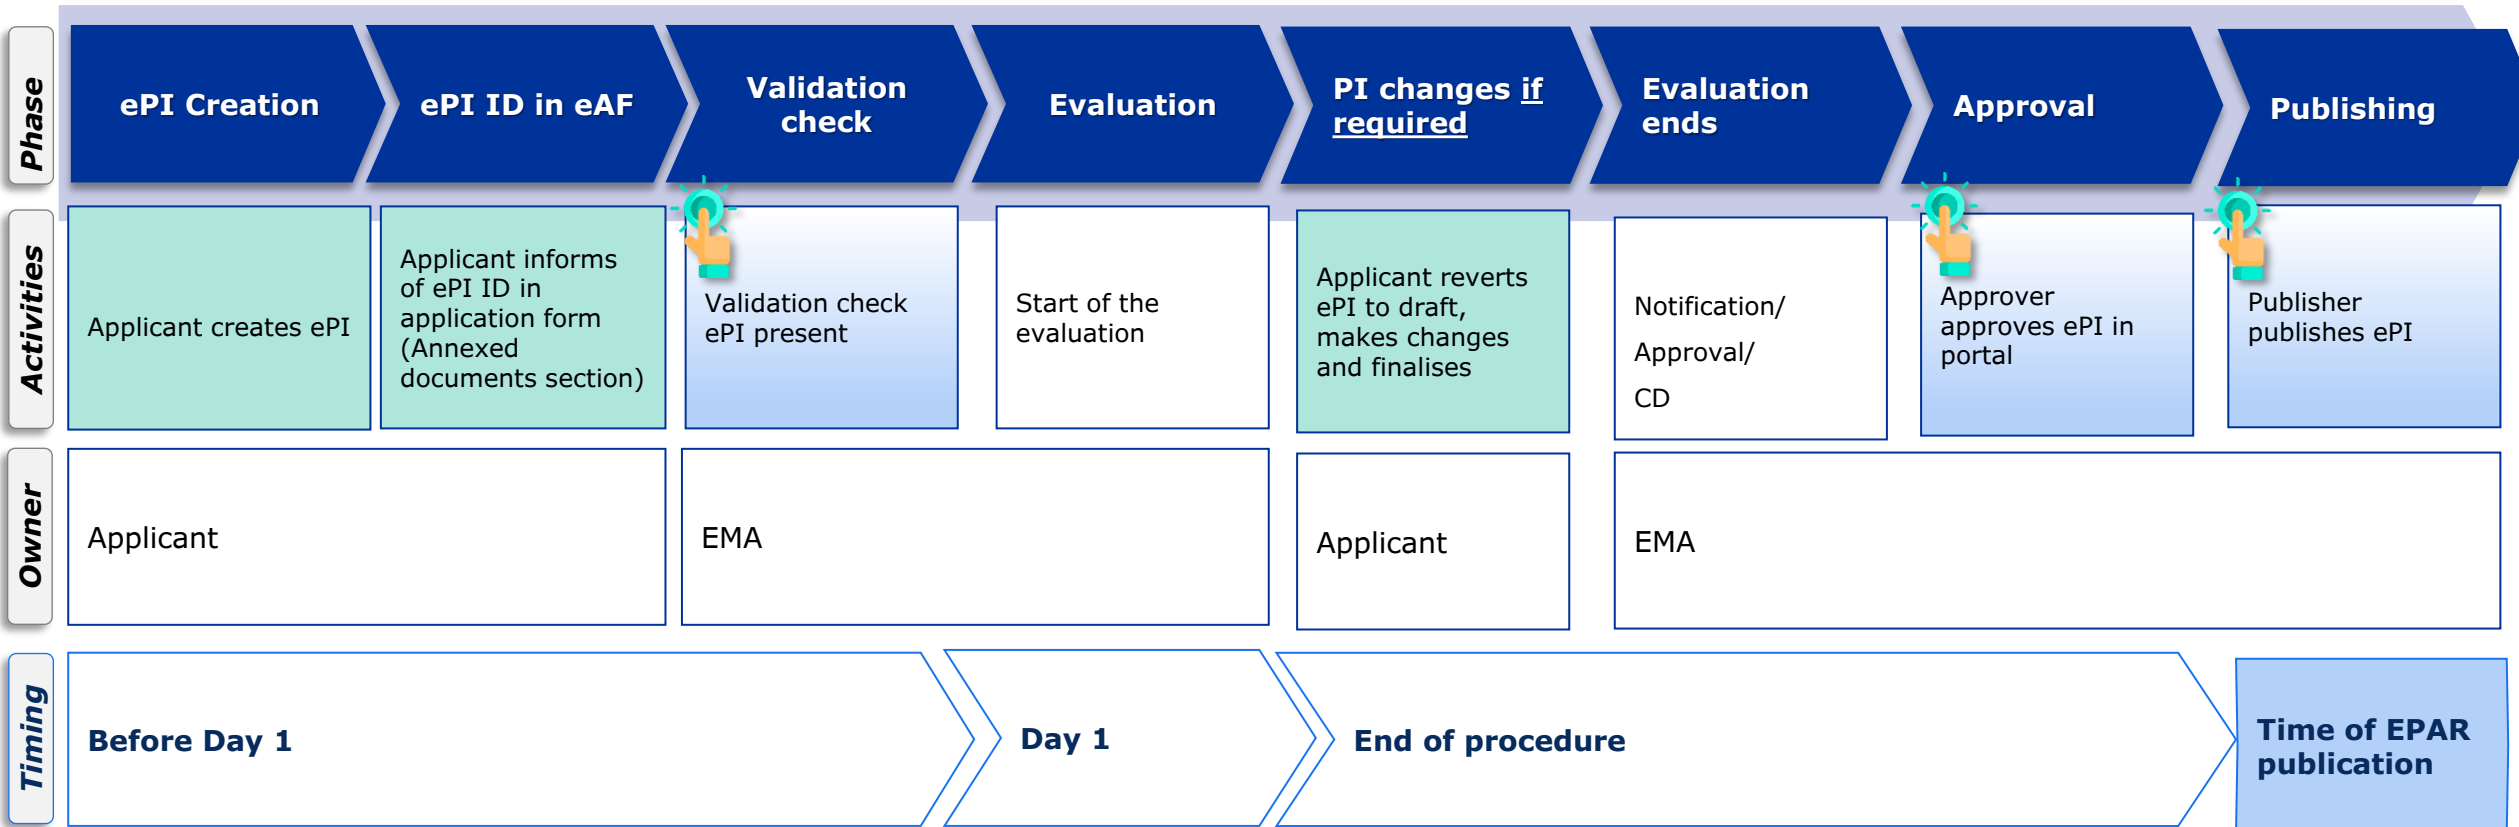 Phase
ePI Creation
ePI ID in eAF
Validation
check
Evaluation
PI changes if
required
Evaluation
ends
Approval
Publishing
Activities
Applicant creates ePI
Applicant informs
of ePI ID in
application form
(Annexed
documents section)
Validation check
ePI present
Start of the
evaluation
Applicant reverts
ePI to draft,
makes changes
and finalises
Notification/
Approval/
CD
Approver
approves ePI in
portal
Publisher
publishes ePI
Owner
Applicant
EMA
Applicant
EMA
Timing
Before Day 1
Day 1
End of procedure
Time of EPAR
publication